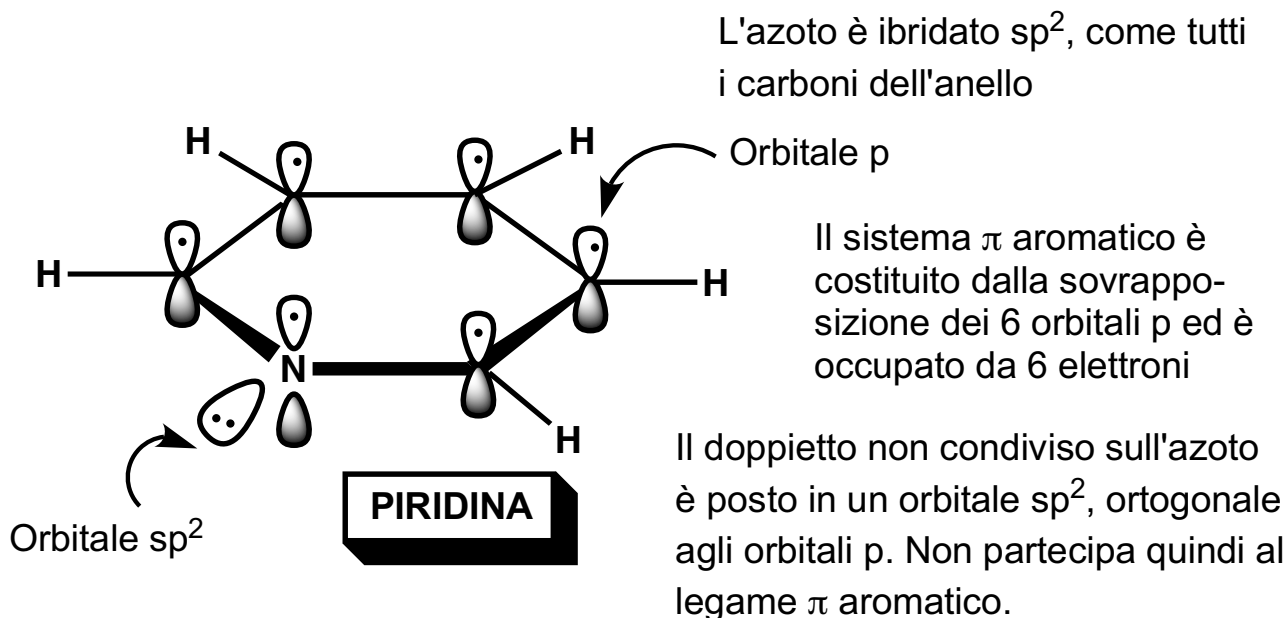 L'azoto è ibridato sp², come tutti
i carboni dell'anello
H
H
Orbitale p
H
H
Il sistema π aromatico è
costituito dalla sovrappo-
sizione dei 6 orbitali p ed è
occupato da 6 elettroni
N
H
Orbitale sp²
PIRIDINA
Il doppietto non condiviso sull'azoto
è posto in un orbitale sp², ortogonale
agli orbitali p. Non partecipa quindi al
legame π aromatico.